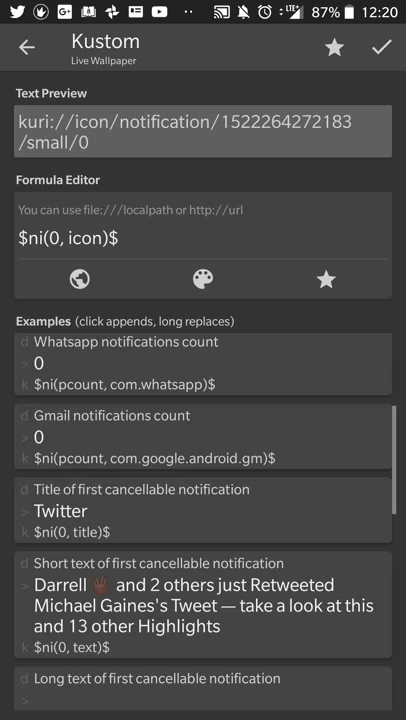 87% 12:20
Kustom
Live Wallpaper
Text Preview
kuri://icon/notification/1522264272183
/small/0
Formula Editor
You can use file:///localpath or http://url
$ni(0, icon)$
Examples (click appends, long replaces)
d Whatsapp notifications count
> 0
k $ni(pcount, com.whatsapp)$
d Gmail notifications count
> 0
k $ni(pcount, com.google.android.gm)$
d Title of first cancellable notification
> Twitter
k $ni(0, title)$
d Short text of first cancellable notification
> Darrell 🖐🏿 and 2 others just Retweeted
Michael Gaines's Tweet — take a look at this
and 13 other Highlights
k $ni(0, text)$
d Long text of first cancellable notification
>